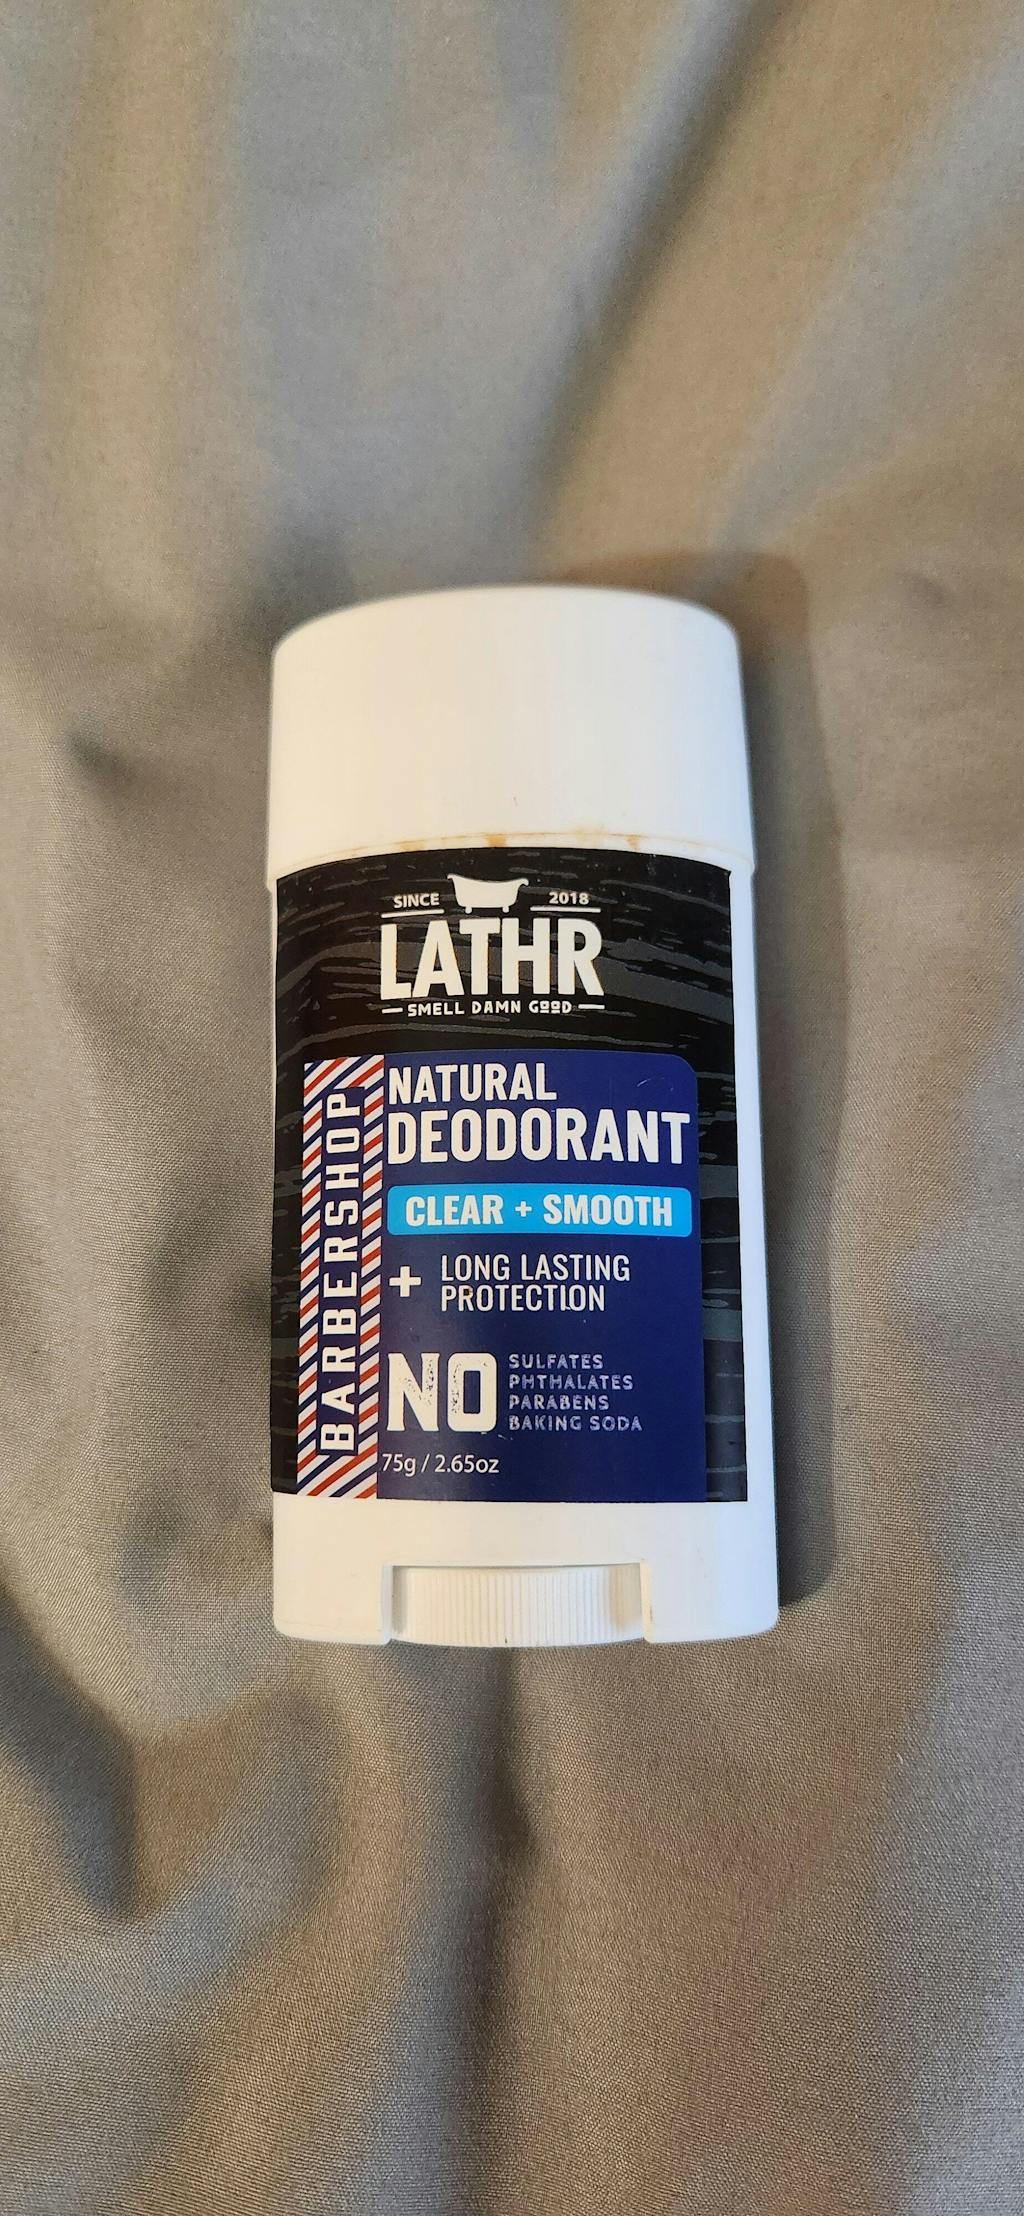 SINCE 2018
LATHR
SMELL DAMN GOOD
BARBERSHOP
NATURAL
DEODORANT
CLEAR + SMOOTH
+ LONG LASTING
PROTECTION
NO SULFATES
PHTHALATES
PARABENS
BAKING SODA
75g / 2.65oz